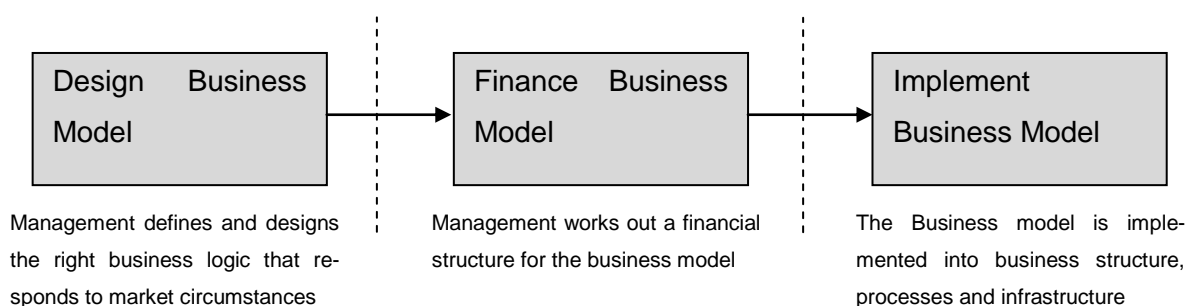 Design Business
Model
Finance Business
Model
Implement
Business Model
Management defines and designs
the right business logic that re-
sponds to market circumstances
Management works out a financial
structure for the business model
The Business model is imple-
mented into business structure,
processes and infrastructure